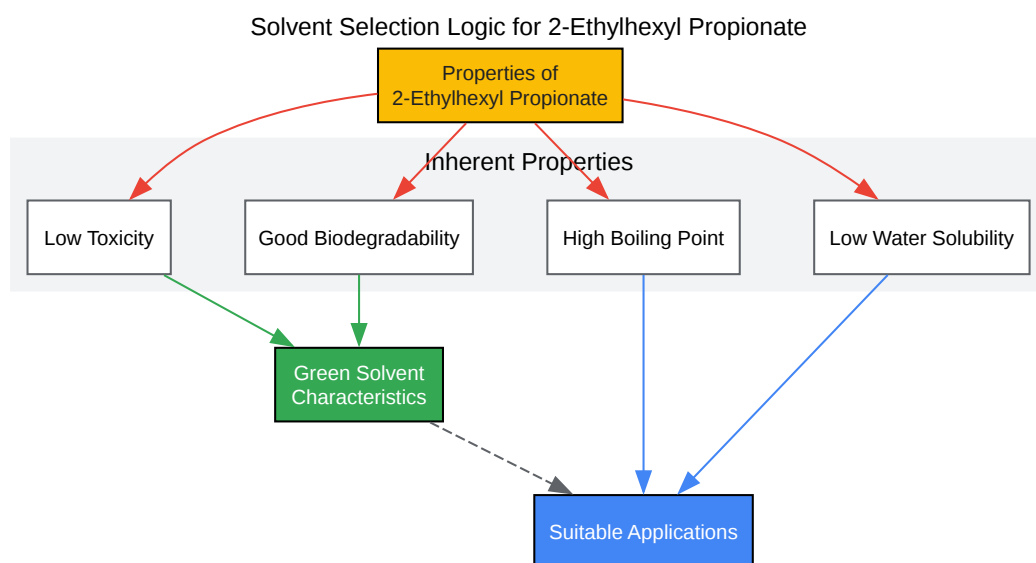 Solvent Selection Logic for 2-Ethylhexyl Propionate
Properties of
2-Ethylhexyl Propionate
Inherent Properties
Low Toxicity
Good Biodegradability
High Boiling Point
Low Water Solubility
Green Solvent
Characteristics
Suitable Applications